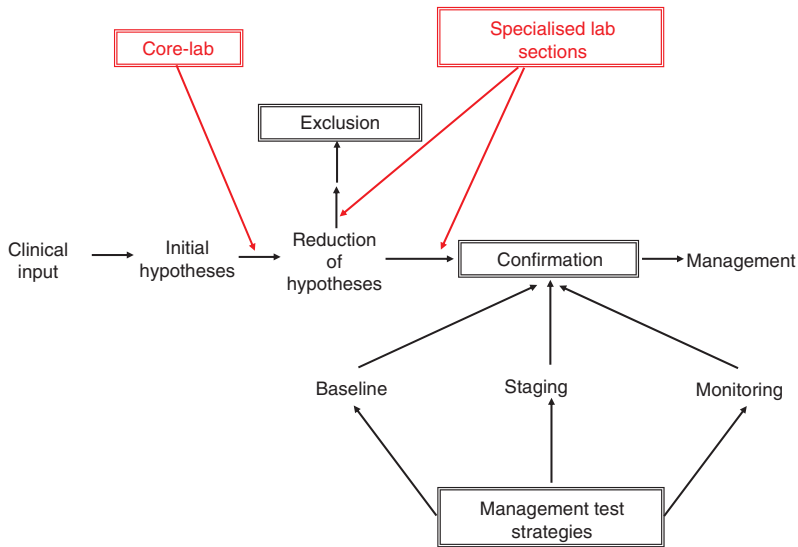 Core-lab
Specialised lab
sections
Exclusion
Clinical
input
Initial
hypotheses
Reduction
of
hypotheses
Confirmation
Management
Baseline
Staging
Monitoring
Management test
strategies